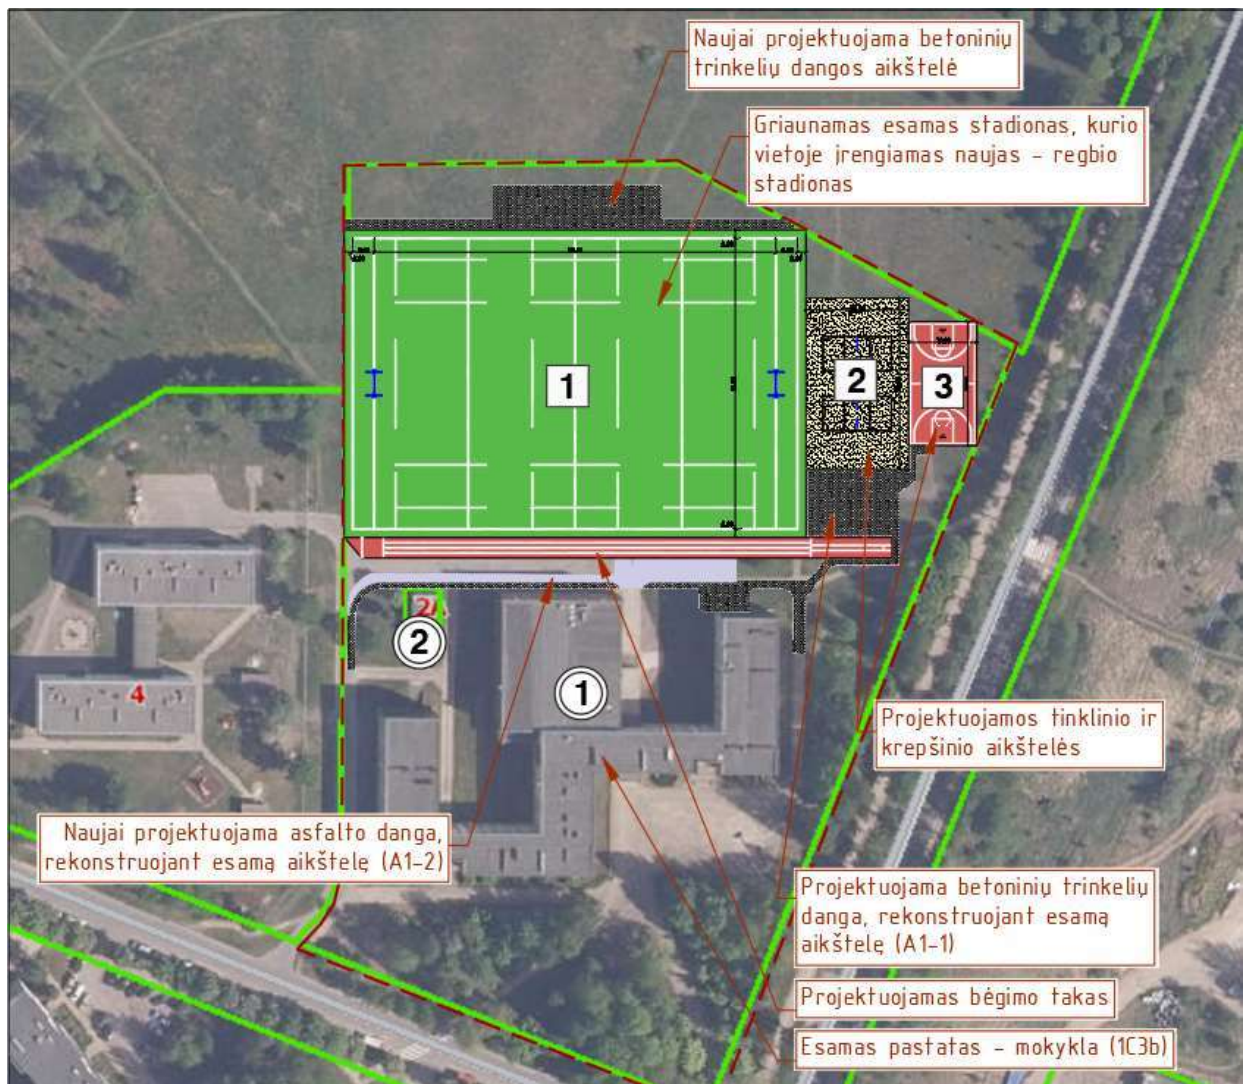 Naujai projektuojama betoninių
trinkelių dangos aikštelė
Griaunamas esamas stadionas, kurio
vietoje įrengiamas naujas – regbio
stadionas
1
2
3
2A
2
1
4
Projektuojamos tinklinio ir
krepšinio aikštelės
Naujai projektuojama asfalto danga,
rekonstruojant esamą aikštelę (A1-2)
Projektuojama betoninių trinkelių
danga, rekonstruojant esamą
aikštelę (A1-1)
Projektuojamas bėgimo takas
Esamas pastatas – mokykla (1C3b)